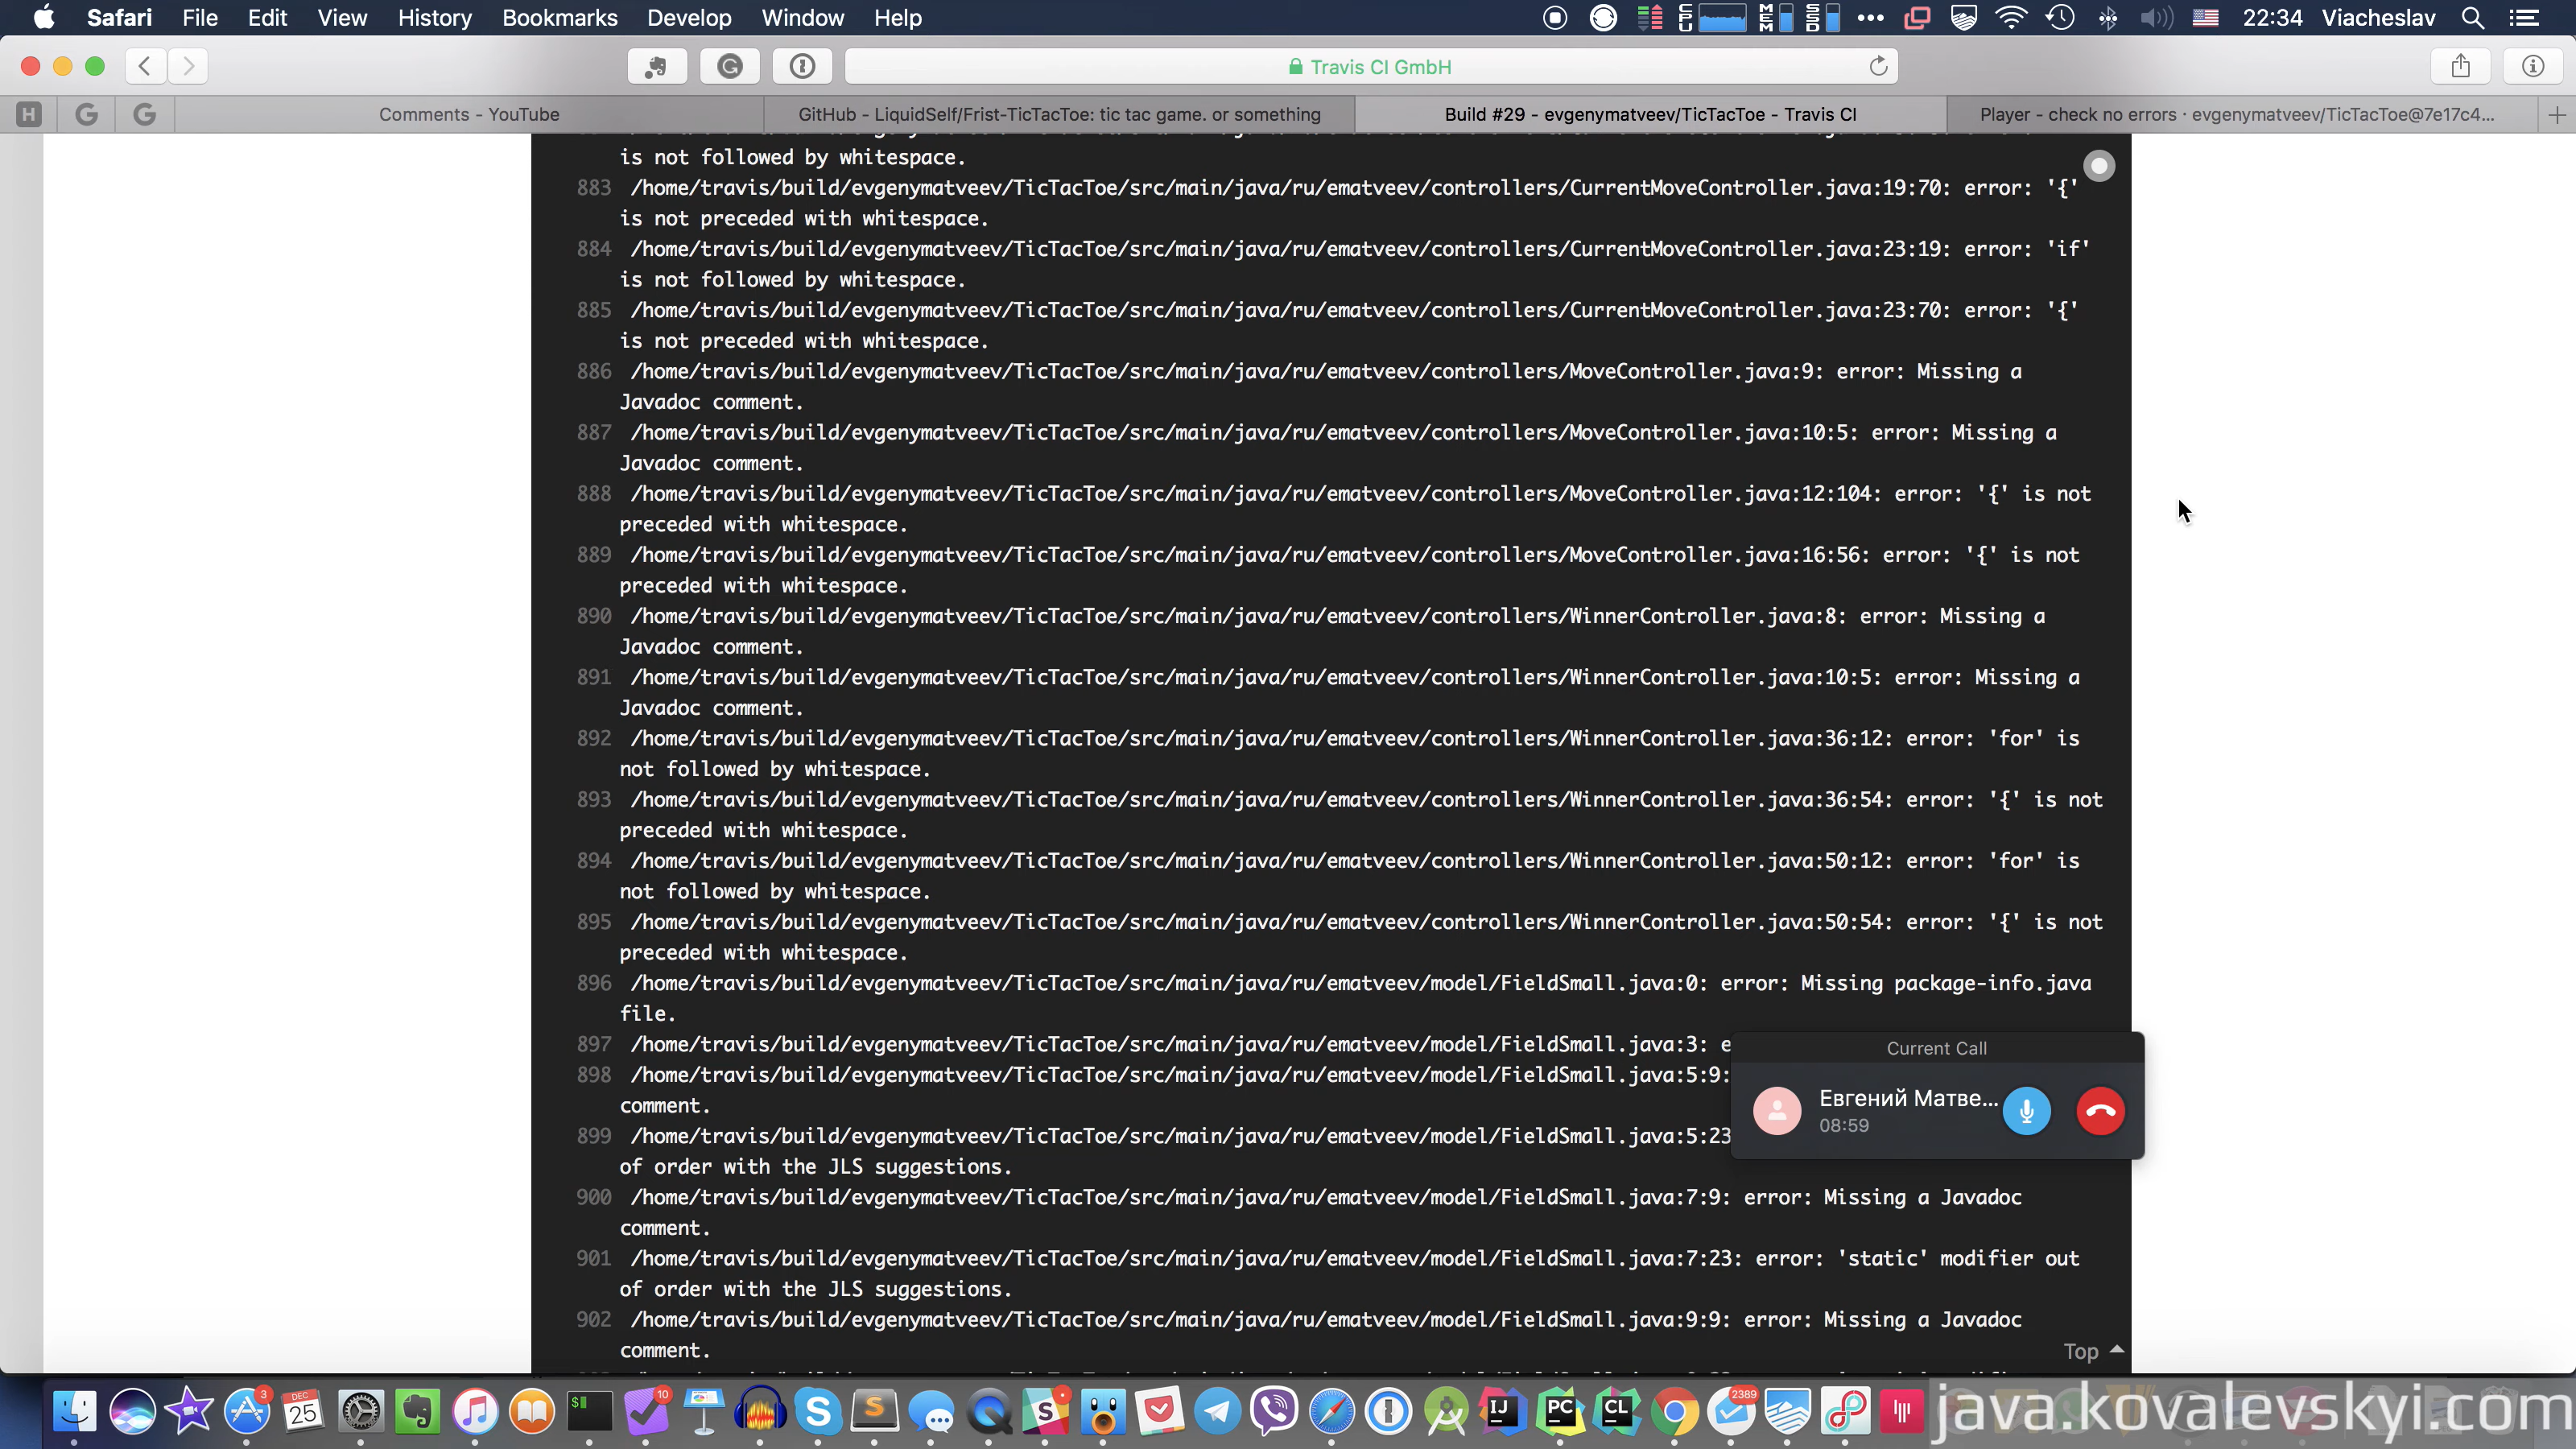 Safari File Edit View History Bookmarks Develop Window Help
CPU MEM SSD 22:34 Viacheslav
Travis CI GmbH
H G G Comments - YouTube GitHub - LiquidSelf/Frist-TicTacToe: tic tac game. or something Build #29 - evgenymatveev/TicTacToe - Travis CI Player - check no errors · evgenymatveev/TicTacToe@7e17c4...
is not followed by whitespace.
883 /home/travis/build/evgenymatveev/TicTacToe/src/main/java/ru/ematveev/controllers/CurrentMoveController.java:19:70: error: '{'
is not preceded with whitespace.
884 /home/travis/build/evgenymatveev/TicTacToe/src/main/java/ru/ematveev/controllers/CurrentMoveController.java:23:19: error: 'if'
is not followed by whitespace.
885 /home/travis/build/evgenymatveev/TicTacToe/src/main/java/ru/ematveev/controllers/CurrentMoveController.java:23:70: error: '{'
is not preceded with whitespace.
886 /home/travis/build/evgenymatveev/TicTacToe/src/main/java/ru/ematveev/controllers/MoveController.java:9: error: Missing a
Javadoc comment.
887 /home/travis/build/evgenymatveev/TicTacToe/src/main/java/ru/ematveev/controllers/MoveController.java:10:5: error: Missing a
Javadoc comment.
888 /home/travis/build/evgenymatveev/TicTacToe/src/main/java/ru/ematveev/controllers/MoveController.java:12:104: error: '{' is not
preceded with whitespace.
889 /home/travis/build/evgenymatveev/TicTacToe/src/main/java/ru/ematveev/controllers/MoveController.java:16:56: error: '{' is not
preceded with whitespace.
890 /home/travis/build/evgenymatveev/TicTacToe/src/main/java/ru/ematveev/controllers/WinnerController.java:8: error: Missing a
Javadoc comment.
891 /home/travis/build/evgenymatveev/TicTacToe/src/main/java/ru/ematveev/controllers/WinnerController.java:10:5: error: Missing a
Javadoc comment.
892 /home/travis/build/evgenymatveev/TicTacToe/src/main/java/ru/ematveev/controllers/WinnerController.java:36:12: error: 'for' is
not followed by whitespace.
893 /home/travis/build/evgenymatveev/TicTacToe/src/main/java/ru/ematveev/controllers/WinnerController.java:36:54: error: '{' is not
preceded with whitespace.
894 /home/travis/build/evgenymatveev/TicTacToe/src/main/java/ru/ematveev/controllers/WinnerController.java:50:12: error: 'for' is
not followed by whitespace.
895 /home/travis/build/evgenymatveev/TicTacToe/src/main/java/ru/ematveev/controllers/WinnerController.java:50:54: error: '{' is not
preceded with whitespace.
896 /home/travis/build/evgenymatveev/TicTacToe/src/main/java/ru/ematveev/model/FieldSmall.java:0: error: Missing package-info.java
file.
897 /home/travis/build/evgenymatveev/TicTacToe/src/main/java/ru/ematveev/model/FieldSmall.java:3: e
898 /home/travis/build/evgenymatveev/TicTacToe/src/main/java/ru/ematveev/model/FieldSmall.java:5:9:
comment.
899 /home/travis/build/evgenymatveev/TicTacToe/src/main/java/ru/ematveev/model/FieldSmall.java:5:23
of order with the JLS suggestions.
900 /home/travis/build/evgenymatveev/TicTacToe/src/main/java/ru/ematveev/model/FieldSmall.java:7:9: error: Missing a Javadoc
comment.
901 /home/travis/build/evgenymatveev/TicTacToe/src/main/java/ru/ematveev/model/FieldSmall.java:7:23: error: 'static' modifier out
of order with the JLS suggestions.
902 /home/travis/build/evgenymatveev/TicTacToe/src/main/java/ru/ematveev/model/FieldSmall.java:9:9: error: Missing a Javadoc
comment.
Current Call
Евгений Матве...
08:59
Top
3 DEC 25 $ 10 S S S IJ PC CL 2389
java.kovalevskyi.com